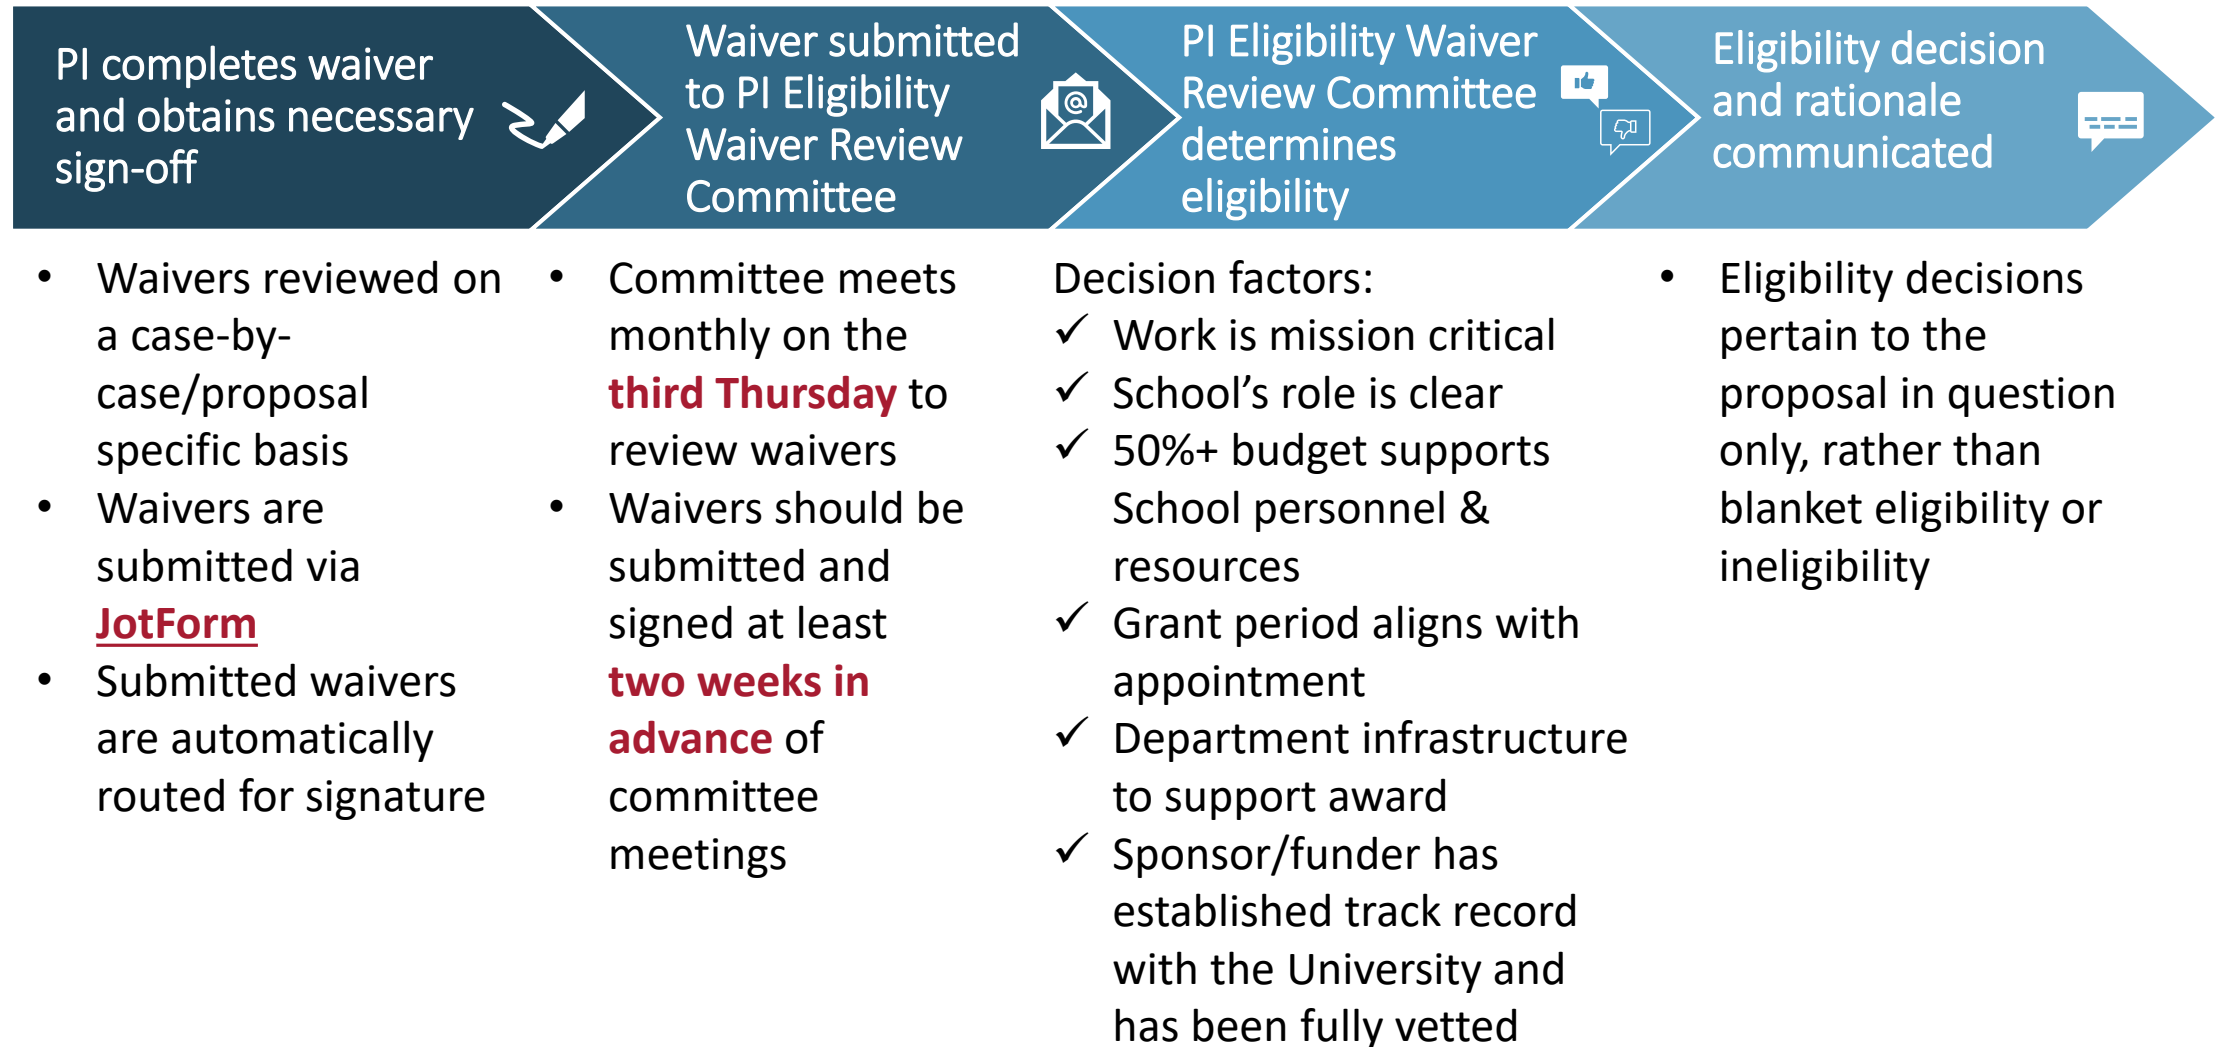 PI completes waiver
and obtains necessary
sign-off
Waiver submitted
to PI Eligibility
Waiver Review
Committee
@
PI Eligibility Waiver
Review Committee
determines
eligibility
Eligibility decision
and rationale
communicated
• Waivers reviewed on
a case-by-
case/proposal
specific basis
• Waivers are
submitted via
JotForm
• Submitted waivers
are automatically
routed for signature
• Committee meets
monthly on the
third Thursday to
review waivers
• Waivers should be
submitted and
signed at least
two weeks in
advance of
committee
meetings
Decision factors:
✓ Work is mission critical
✓ School’s role is clear
✓ 50%+ budget supports
School personnel &
resources
✓ Grant period aligns with
appointment
✓ Department infrastructure
to support award
✓ Sponsor/funder has
established track record
with the University and
has been fully vetted
• Eligibility decisions
pertain to the
proposal in question
only, rather than
blanket eligibility or
ineligibility